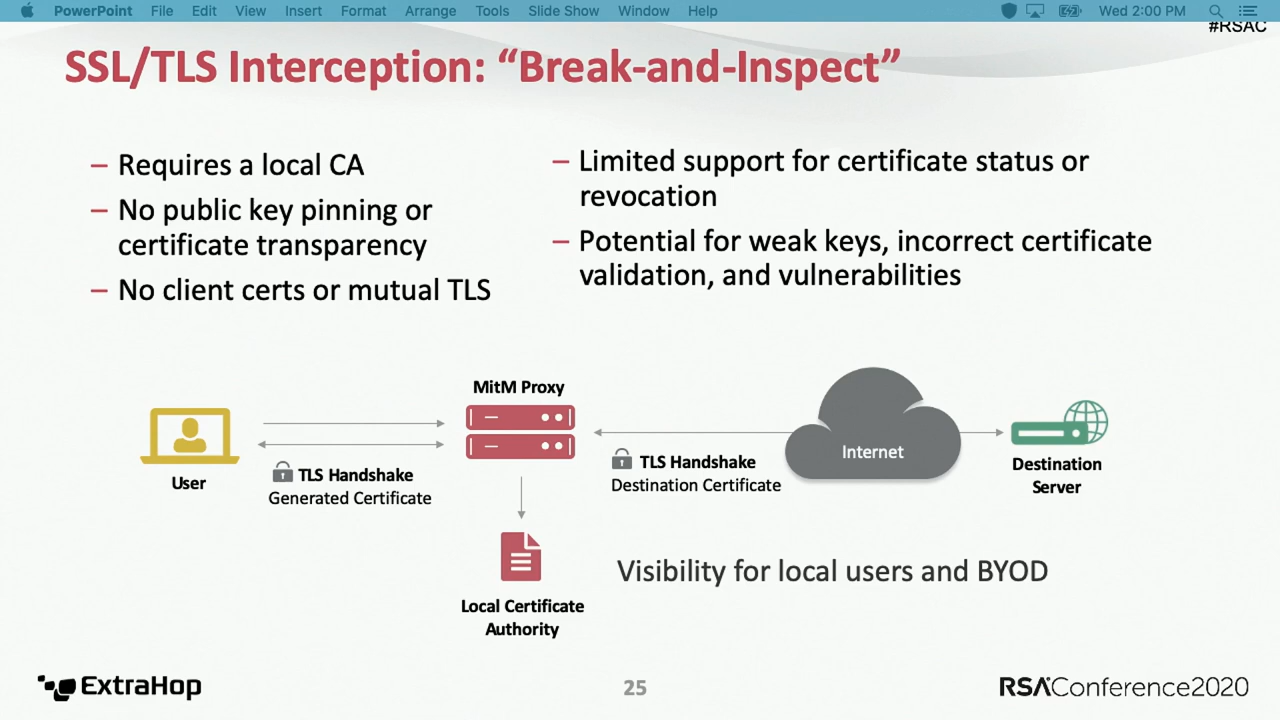 PowerPoint File Edit View Insert Format Arrange Tools Slide Show Window Help Wed 2:00 PM
#RSAC
SSL/TLS Interception: “Break-and-Inspect”
– Requires a local CA
– No public key pinning or
certificate transparency
– No client certs or mutual TLS
– Limited support for certificate status or
revocation
– Potential for weak keys, incorrect certificate
validation, and vulnerabilities
User
TLS Handshake
Generated Certificate
MitM Proxy
Local Certificate
Authority
TLS Handshake
Destination Certificate
Internet
Destination
Server
Visibility for local users and BYOD
ExtraHop
25
RSAConference2020